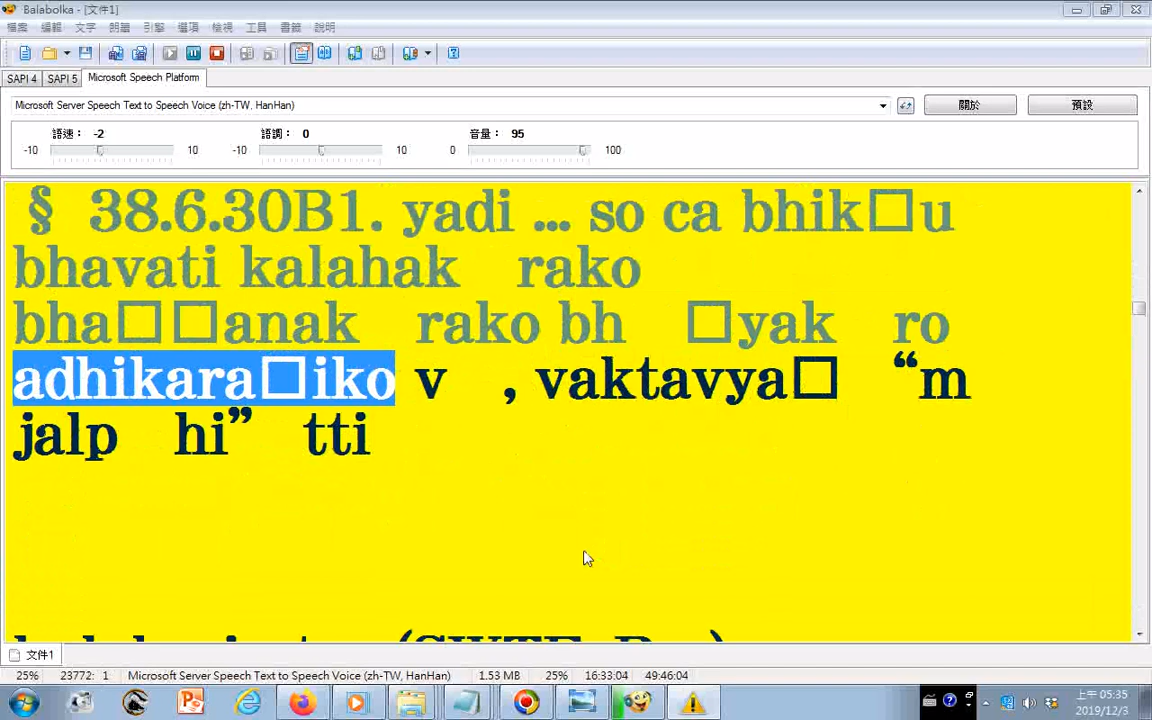 Balabolka - [文件1]
檔案 編輯 文字 朗讀 引擎 選項 檢視 工具 書籤 說明
SAPI 4 SAPI 5 Microsoft Speech Platform
Microsoft Server Speech Text to Speech Voice (zh-TW, HanHan) 關於 預設
語速： -2 語調： 0 音量： 95
-10 10 -10 10 0 100
§ 38.6.30B1. yadi ... so ca bhik□u
bhavati kalahak rako
bha□□anak rako bh □yak ro
adhikara□iko v , vaktavya□ “m
jalp hi” tti
文件1
25% 23772: 1 Microsoft Server Speech Text to Speech Voice (zh-TW, HanHan) 1.53 MB 25% 16:33:04 49:46:04
上午 05:35
2019/12/3